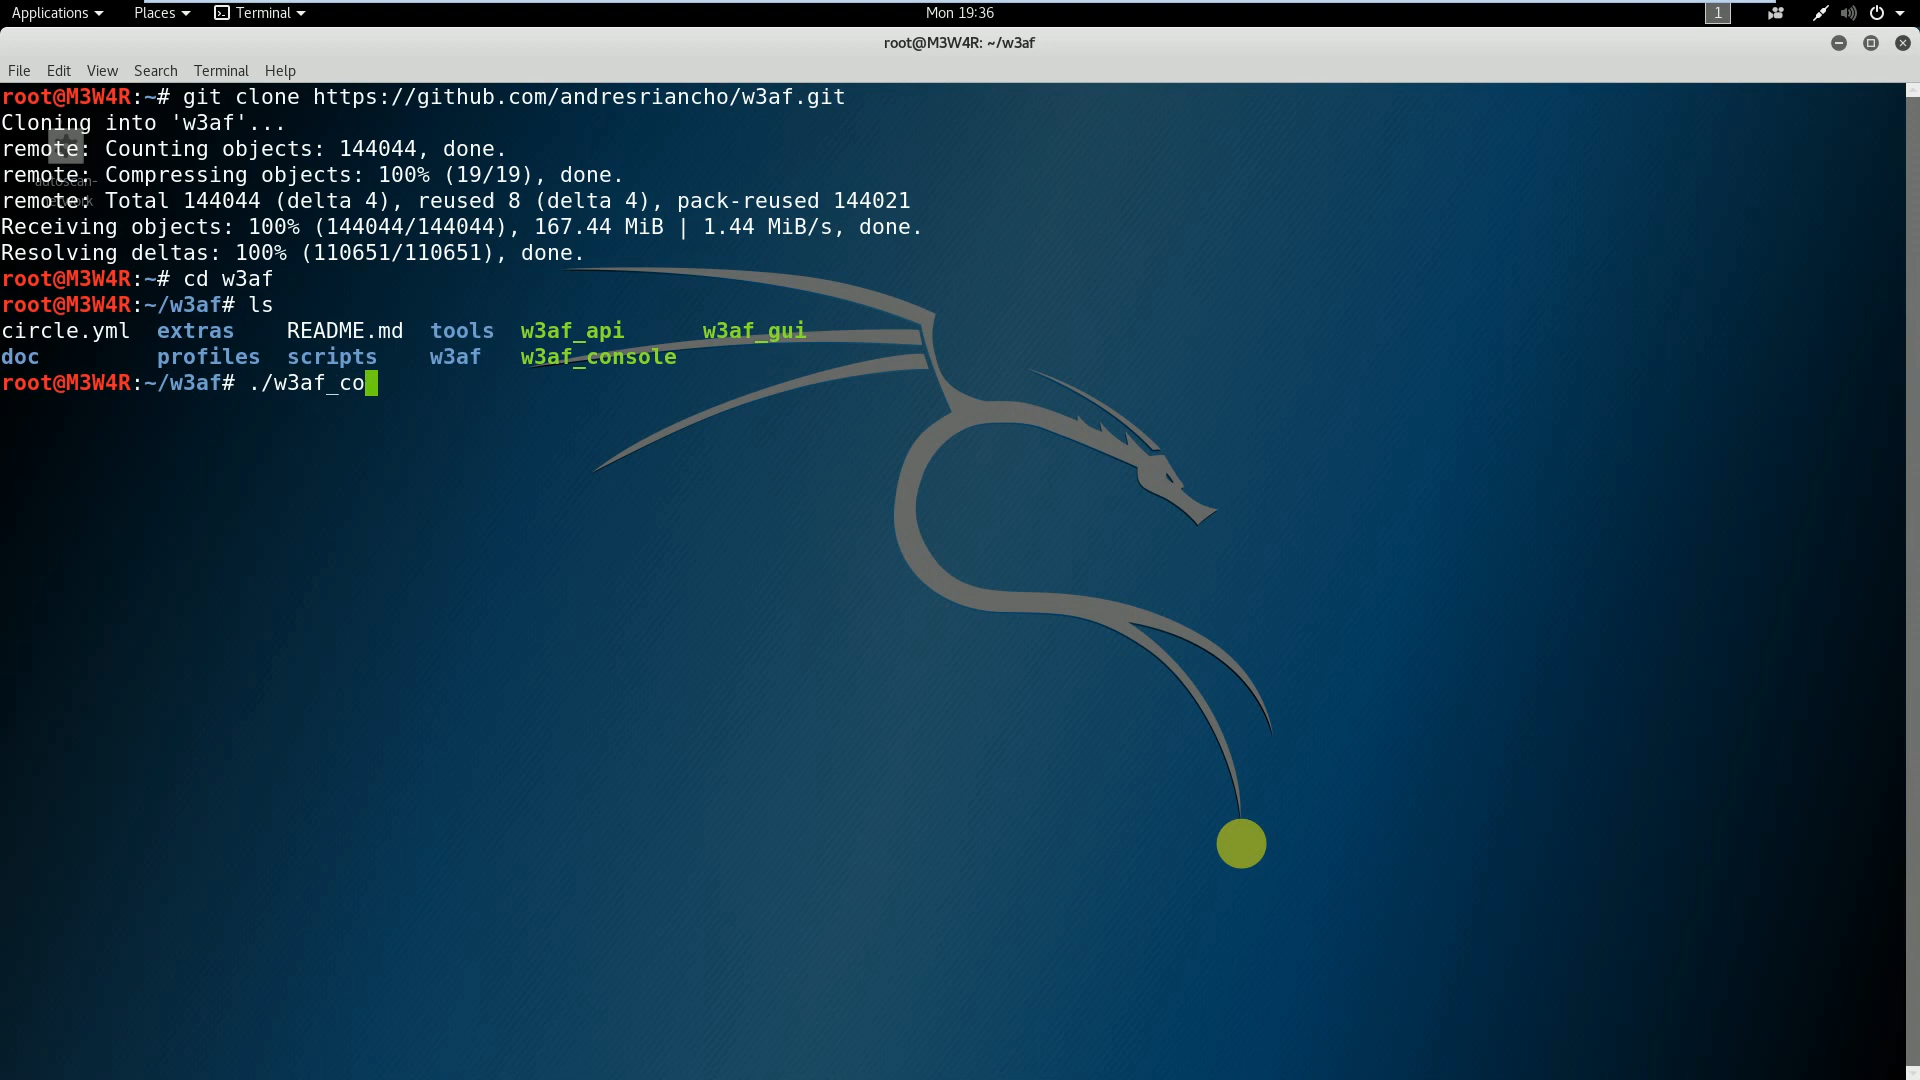 Applications Places Terminal Mon 19:36 1
root@M3W4R: ~/w3af
File Edit View Search Terminal Help
root@M3W4R:~# git clone https://github.com/andresriancho/w3af.git
Cloning into 'w3af'...
remote: Counting objects: 144044, done.
remote: Compressing objects: 100% (19/19), done.
remote: Total 144044 (delta 4), reused 8 (delta 4), pack-reused 144021
Receiving objects: 100% (144044/144044), 167.44 MiB | 1.44 MiB/s, done.
Resolving deltas: 100% (110651/110651), done.
root@M3W4R:~# cd w3af
root@M3W4R:~/w3af# ls
circle.yml extras README.md tools w3af_api w3af_gui
doc profiles scripts w3af w3af_console
root@M3W4R:~/w3af# ./w3af_co